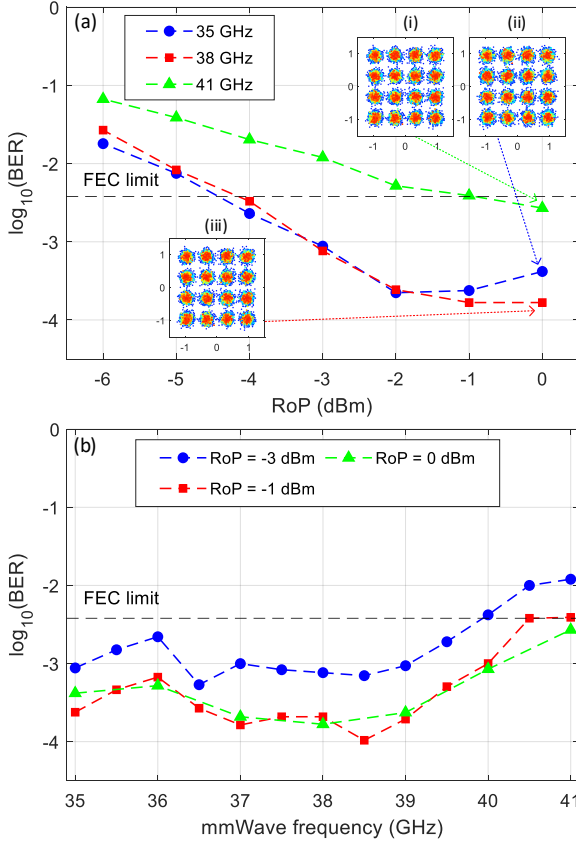 (a)
35 GHz
38 GHz
41 GHz
(i)
(ii)
1
0
-1
-1 0 1
1
0
-1
-1 0 1
FEC limit
(iii)
1
0
-1
-1 0 1
0
-1
-2
-3
-4
log10(BER)
-6 -5 -4 -3 -2 -1 0
RoP (dBm)
(b)
RoP = -3 dBm
RoP = 0 dBm
RoP = -1 dBm
FEC limit
0
-1
-2
-3
-4
log10(BER)
35 36 37 38 39 40 41
mmWave frequency (GHz)